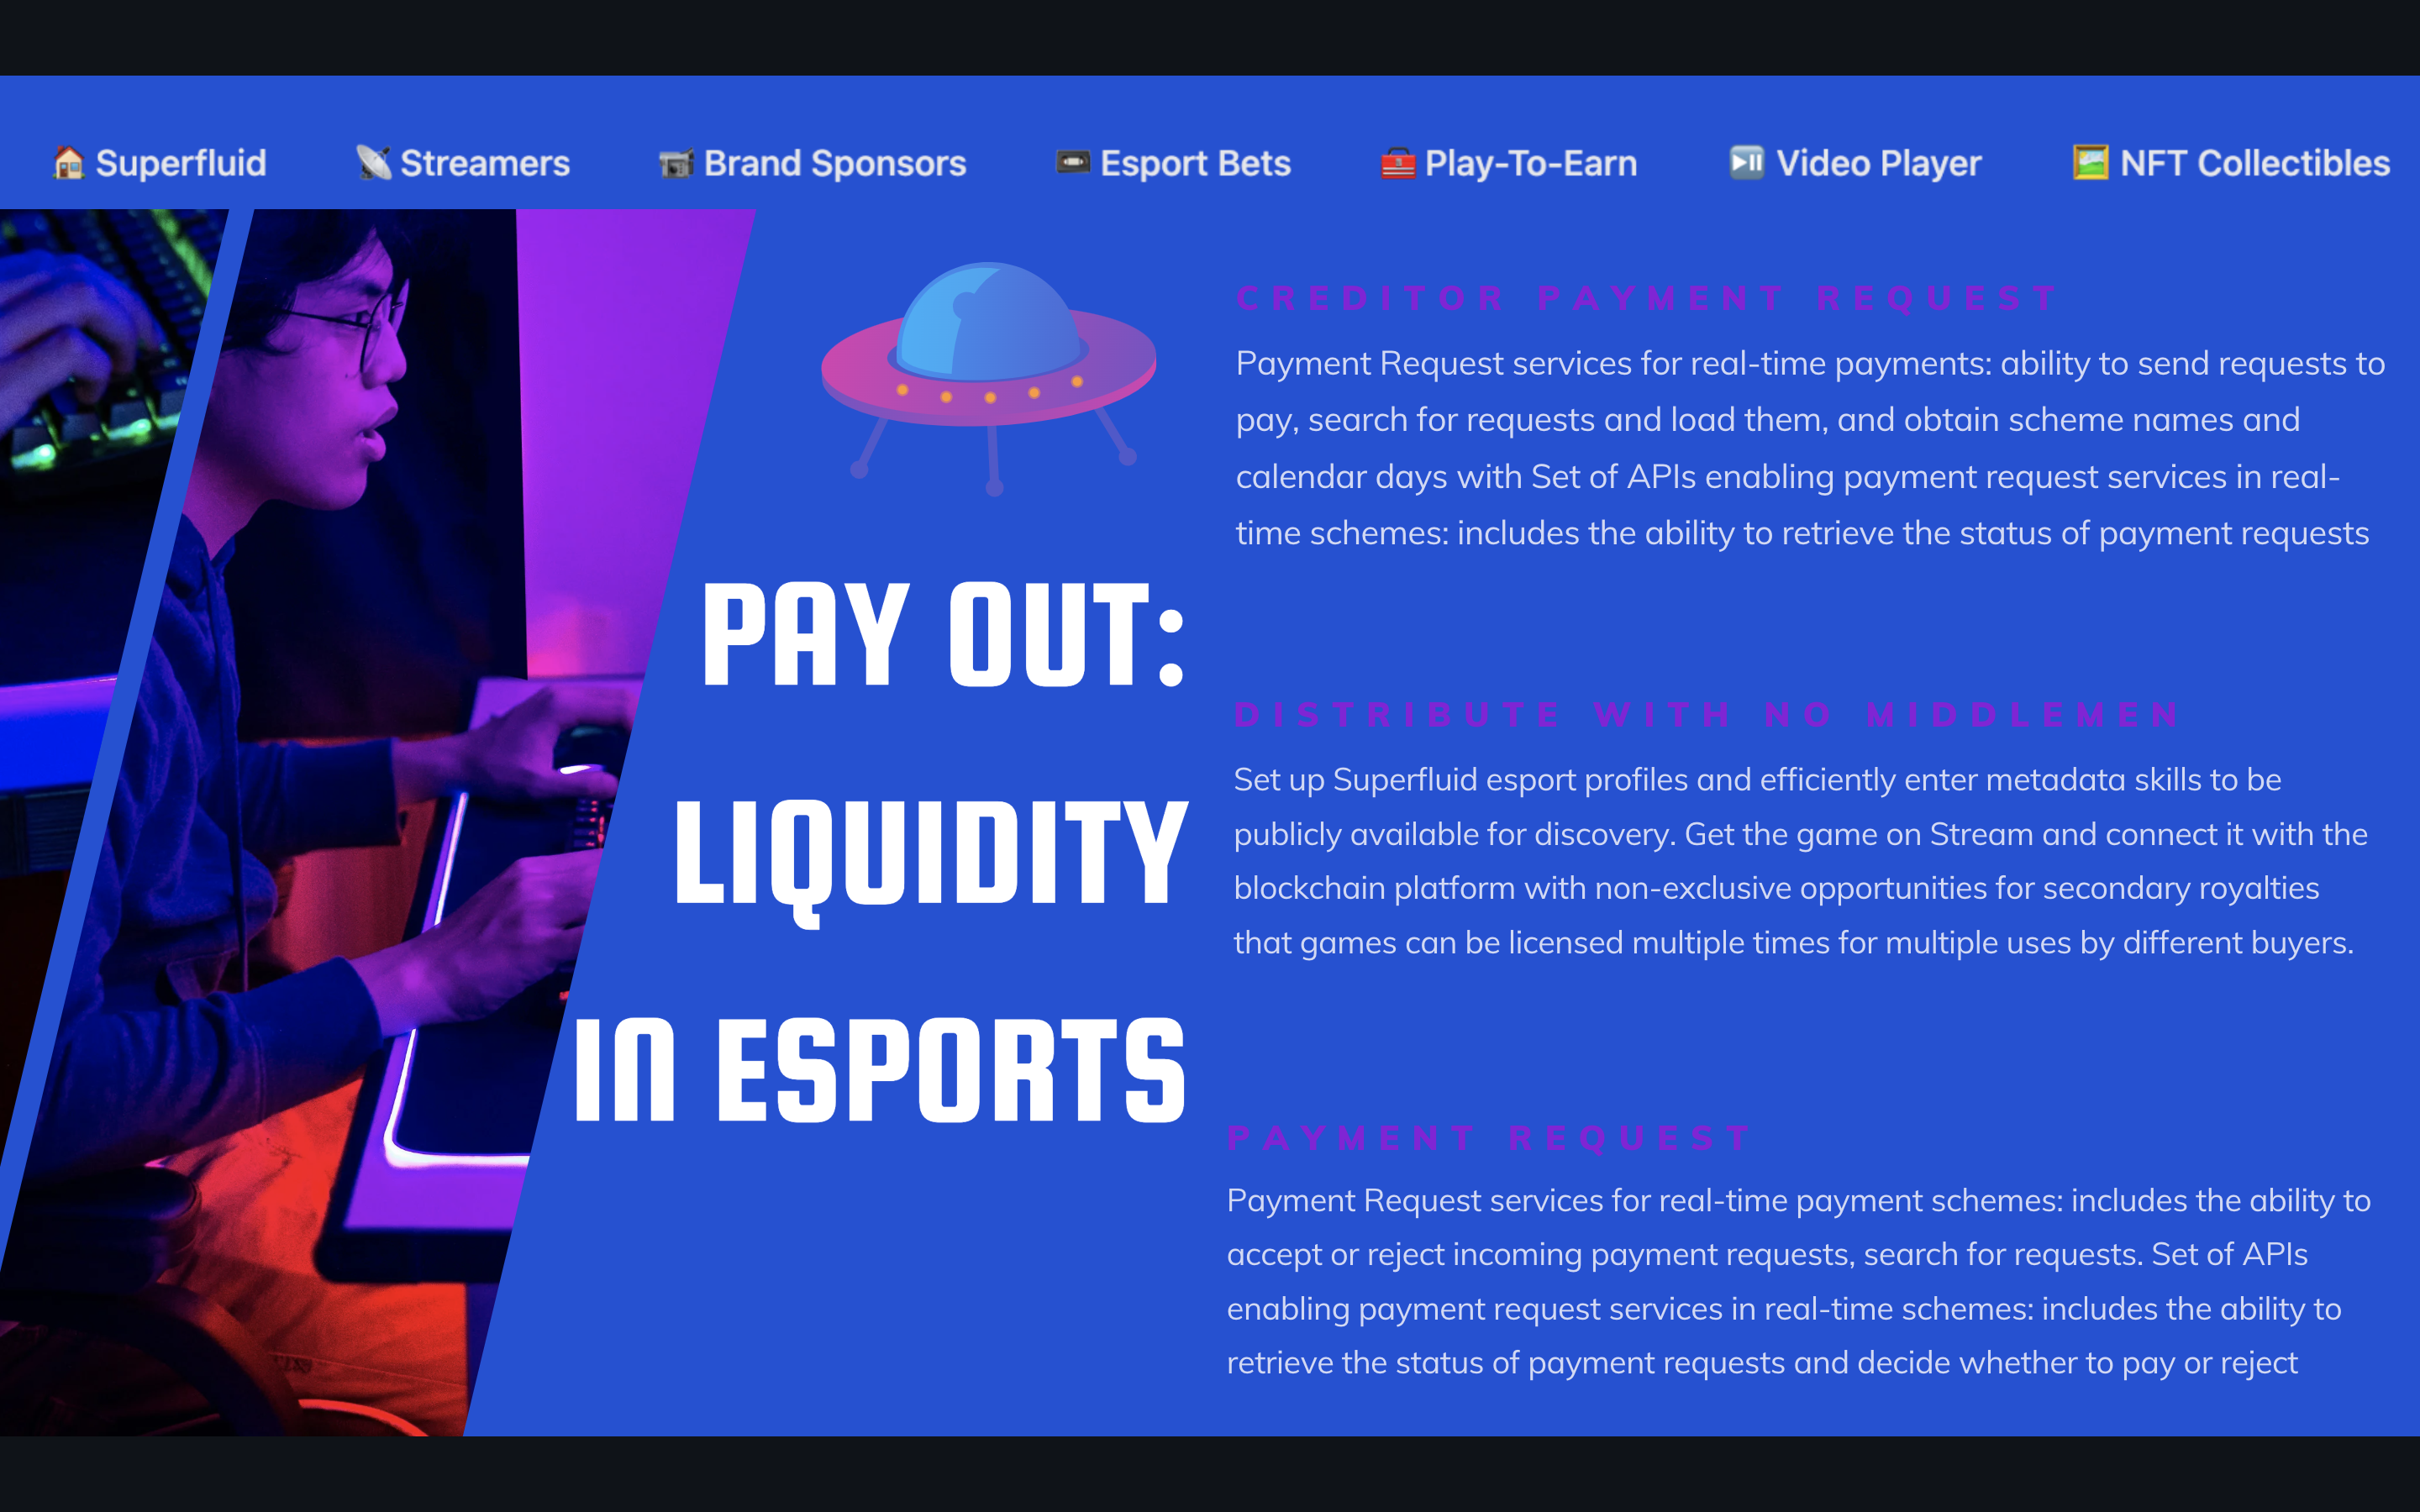 Superfluid Streamers Brand Sponsors Esport Bets Play-To-Earn Video Player NFT Collectibles
PAY OUT:
LIQUIDITY
IN ESPORTS
CREDITOR PAYMENT REQUEST
Payment Request services for real-time payments: ability to send requests to
pay, search for requests and load them, and obtain scheme names and
calendar days with Set of APIs enabling payment request services in real-
time schemes: includes the ability to retrieve the status of payment requests
DISTRIBUTE WITH NO MIDDLEMEN
Set up Superfluid esport profiles and efficiently enter metadata skills to be
publicly available for discovery. Get the game on Stream and connect it with the
blockchain platform with non-exclusive opportunities for secondary royalties
that games can be licensed multiple times for multiple uses by different buyers.
PAYMENT REQUEST
Payment Request services for real-time payment schemes: includes the ability to
accept or reject incoming payment requests, search for requests. Set of APIs
enabling payment request services in real-time schemes: includes the ability to
retrieve the status of payment requests and decide whether to pay or reject